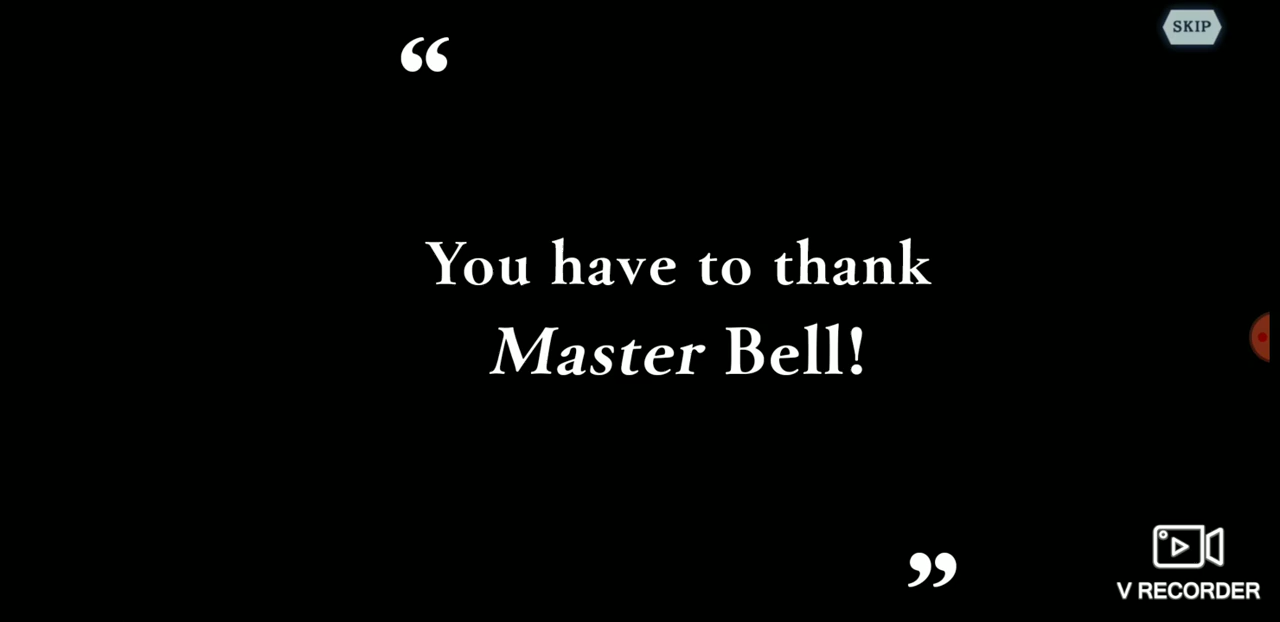 SKIP
“
You have to thank
Master Bell!
”
V RECORDER